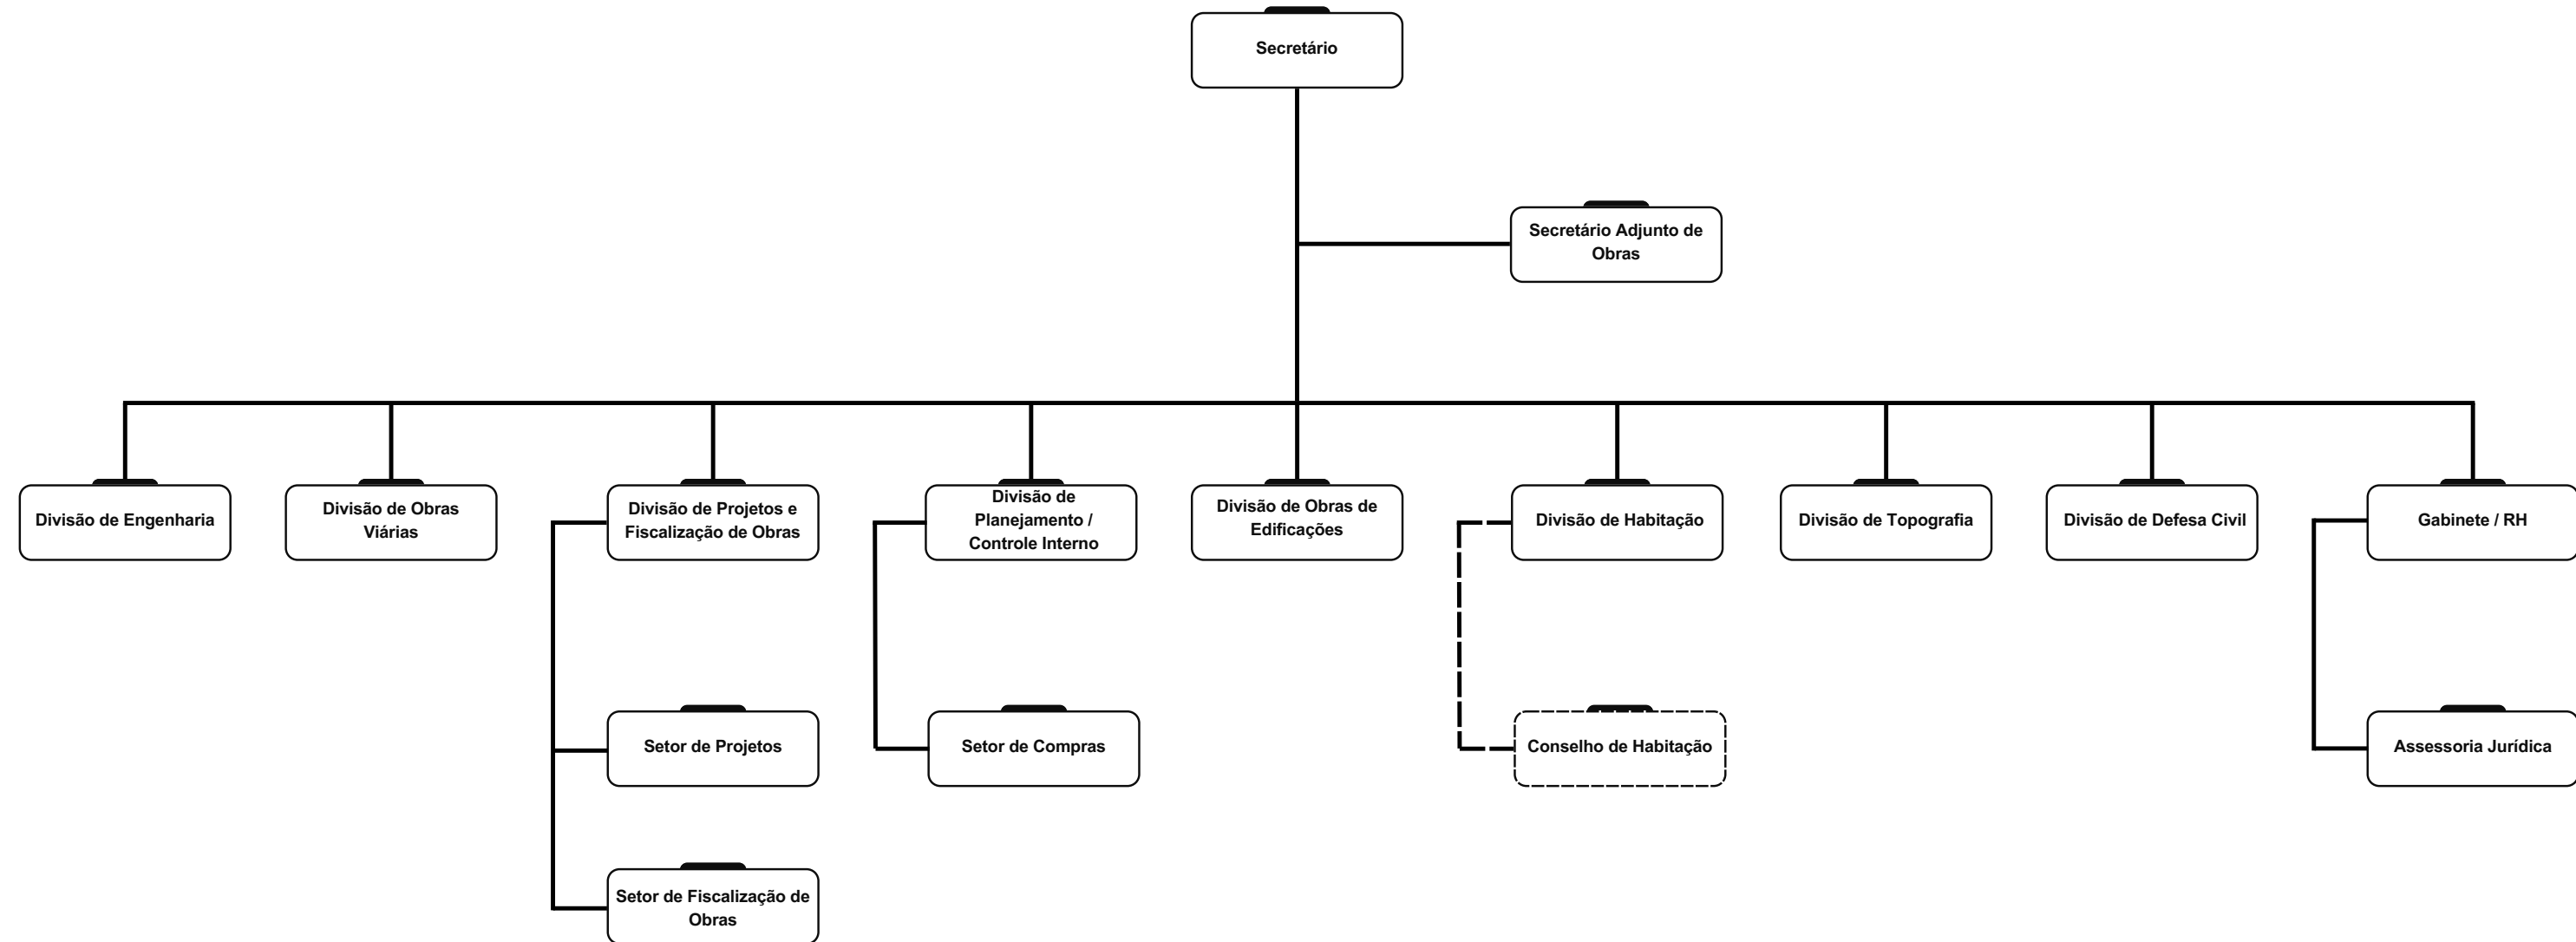 Secretário
Secretário Adjunto de
Obras
Divisão de Engenharia
Divisão de Obras
Viárias
Divisão de Projetos e
Fiscalização de Obras
Divisão de
Planejamento /
Controle Interno
Divisão de Obras de
Edificações
Divisão de Habitação
Divisão de Topografia
Divisão de Defesa Civil
Gabinete / RH
Setor de Projetos
Setor de Compras
Conselho de Habitação
Assessoria Jurídica
Setor de Fiscalização de
Obras